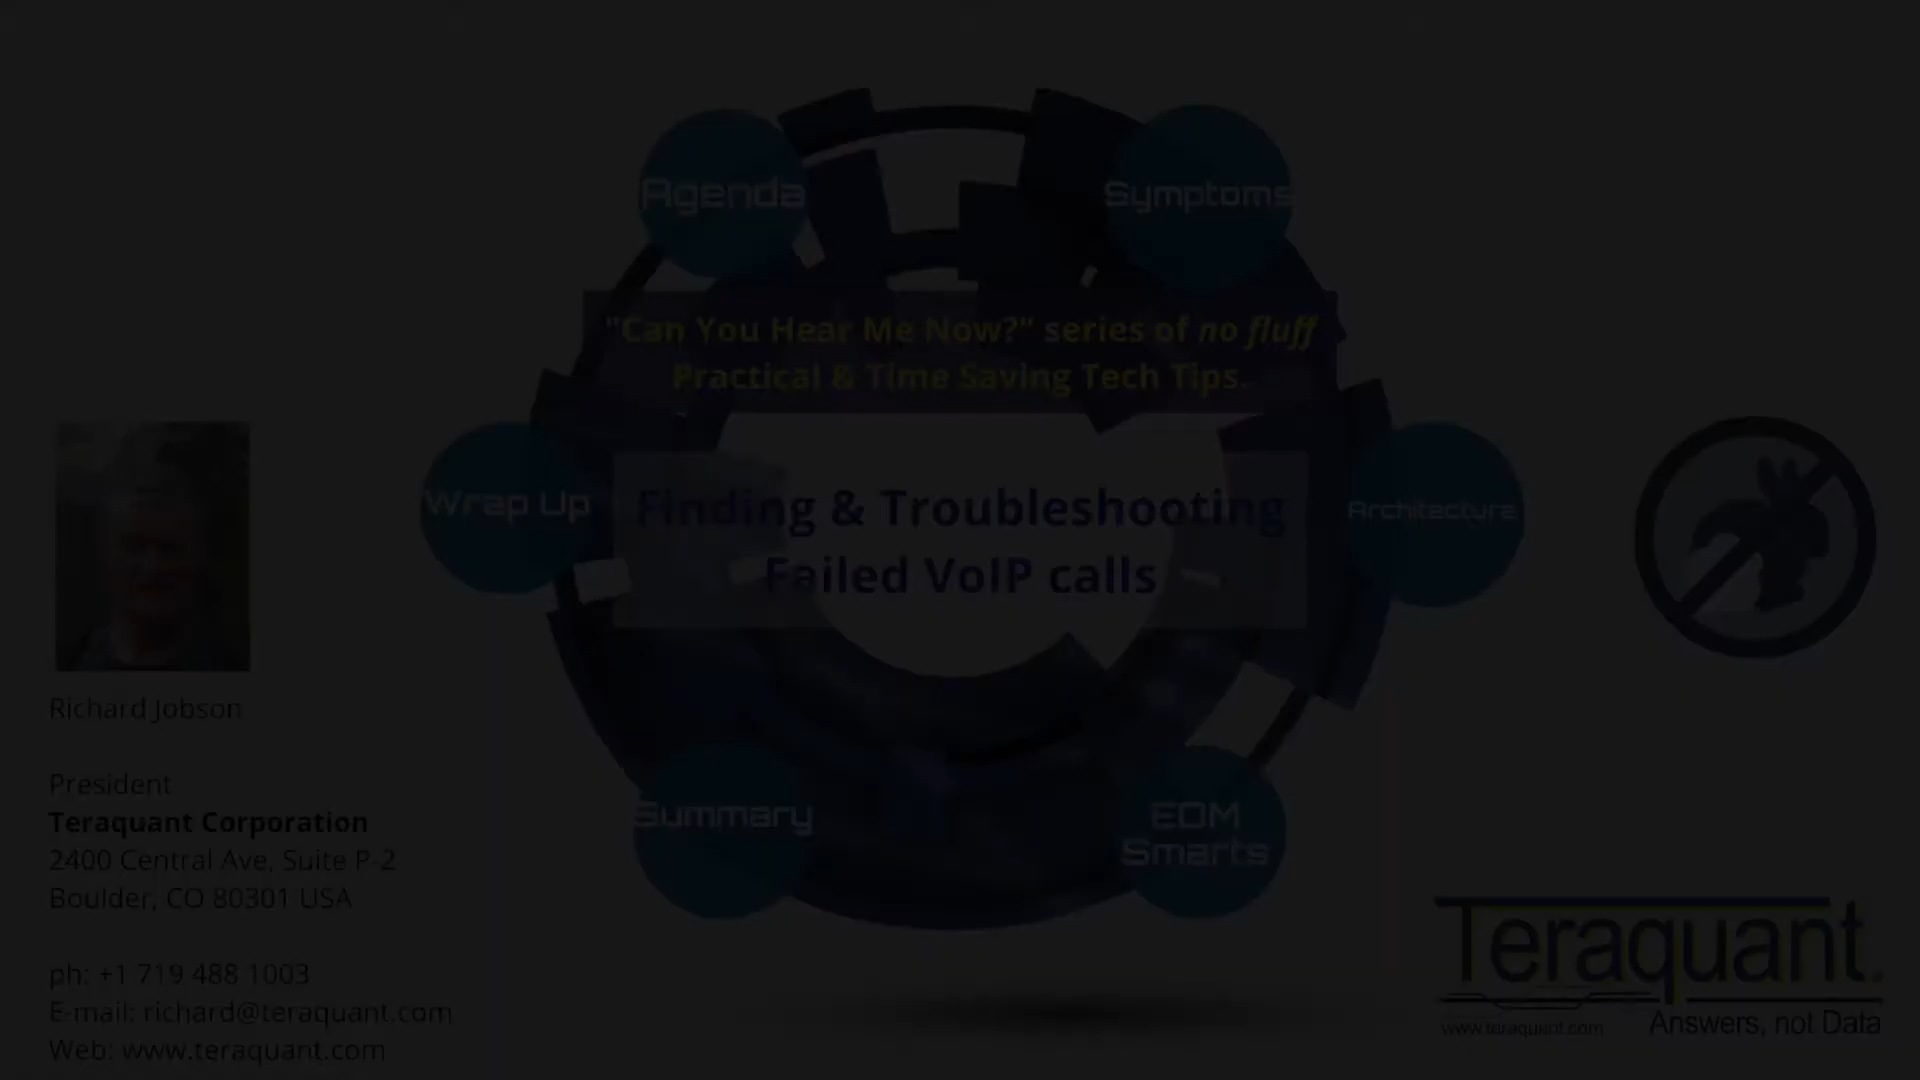 Agenda
Symptoms
"Can You Hear Me Now?" series of no fluff
Practical & Time Saving Tech Tips.
Wrap Up
Finding & Troubleshooting
Failed VoIP calls
Architecture
Richard Jobson
President
Teraquant Corporation
2400 Central Ave, Suite P-2
Boulder, CO 80301 USA
Summary
EOM
Smarts
ph: +1 719 488 1003
E-mail: richard@teraquant.com
Web: www.teraquant.com
Teraquant.
www.teraquant.com
Answers, not Data